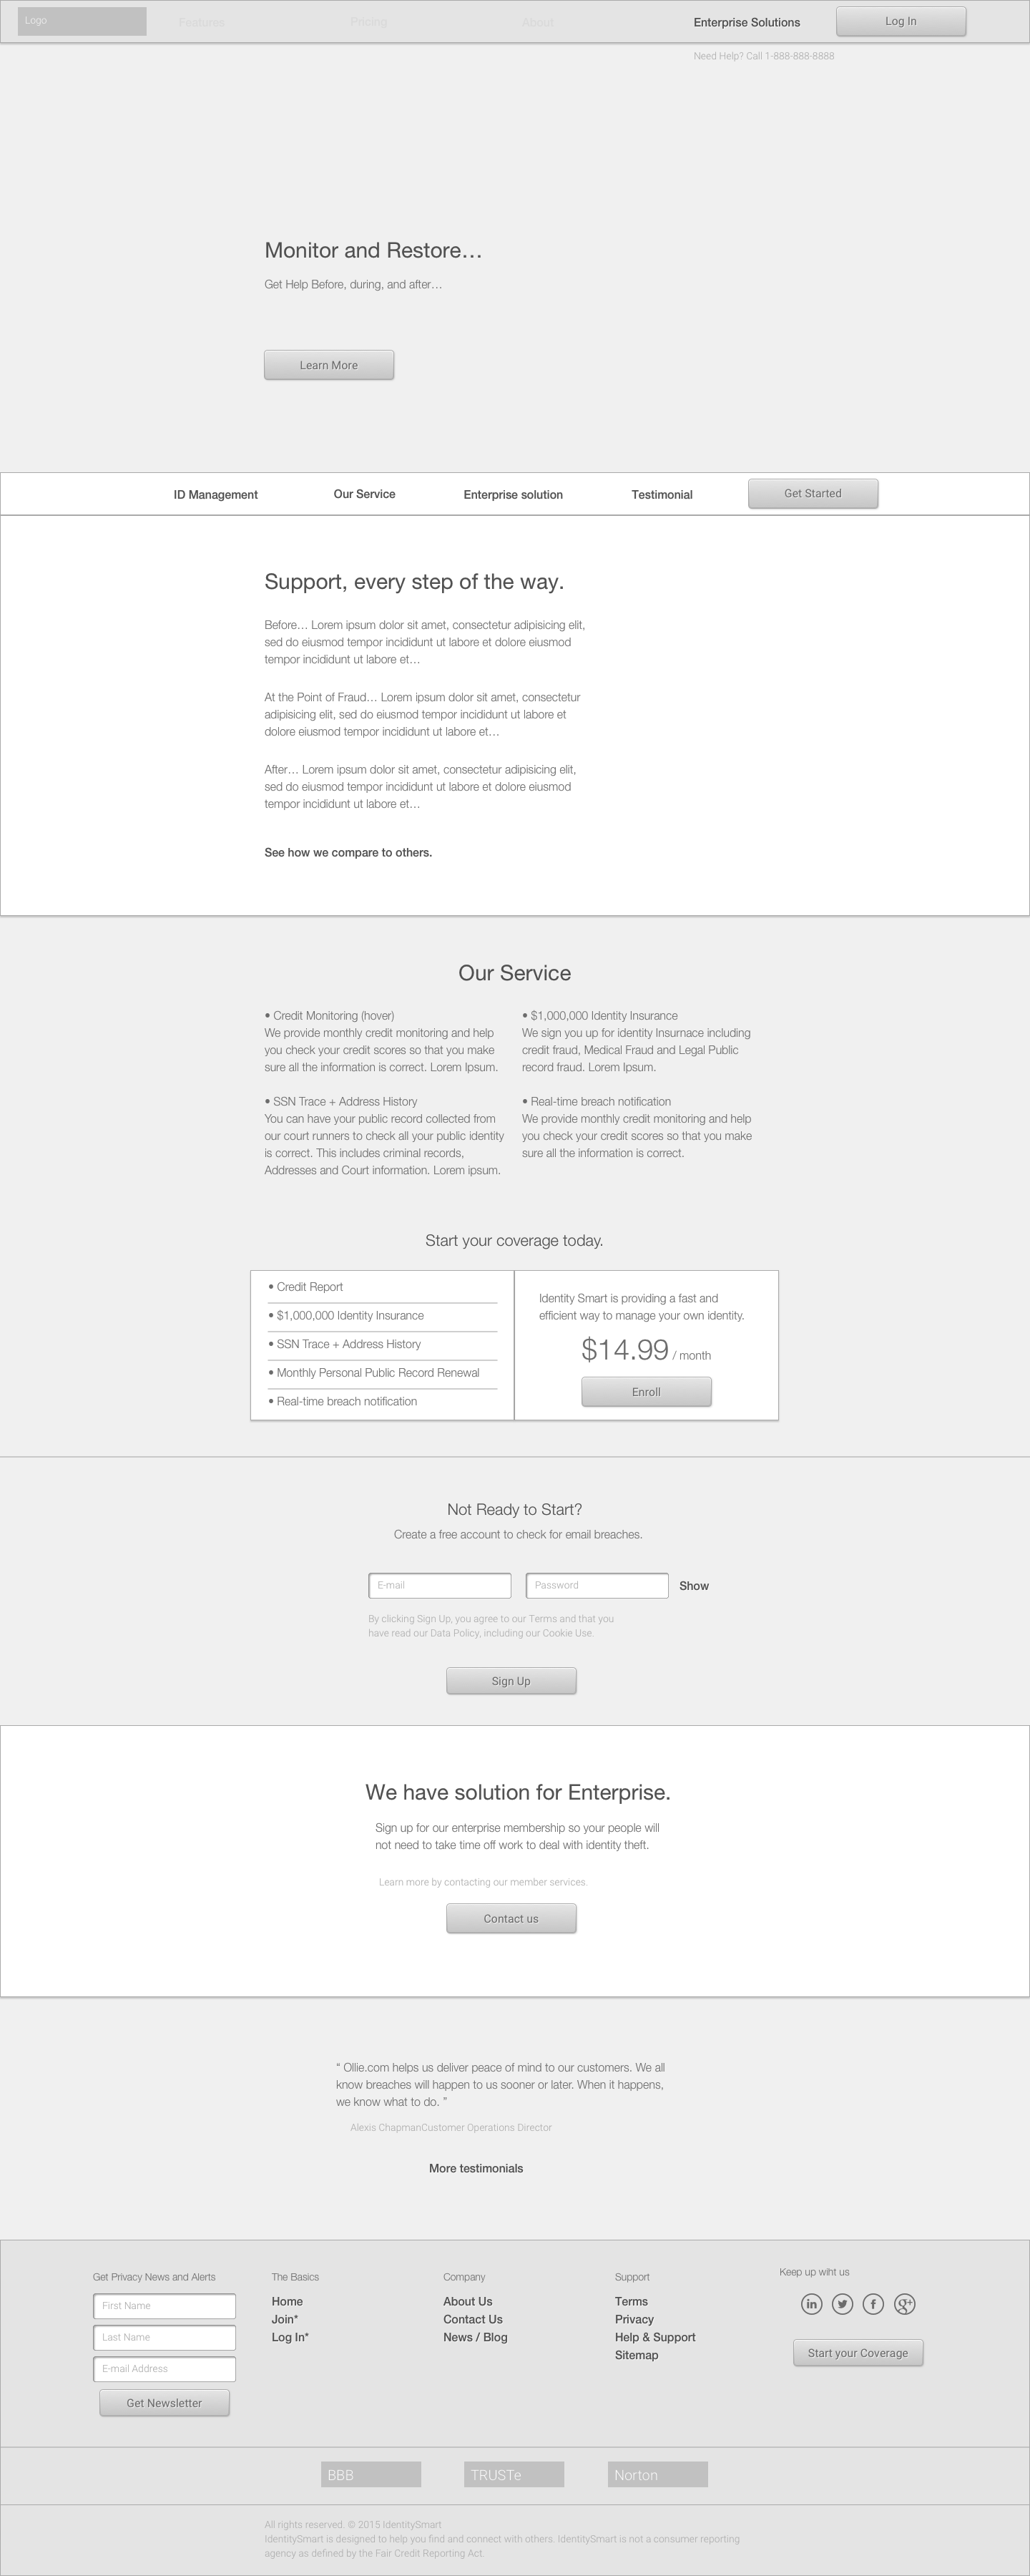 Logo
Features
Pricing
About
Enterprise Solutions
Log In
Need Help? Call 1-888-888-8888
Monitor and Restore…
Get Help Before, during, and after…
Learn More
ID Management
Our Service
Enterprise solution
Testimonial
Get Started
Support, every step of the way.
Before… Lorem ipsum dolor sit amet, consectetur adipisicing elit,
sed do eiusmod tempor incididunt ut labore et dolore eiusmod
tempor incididunt ut labore et…
At the Point of Fraud… Lorem ipsum dolor sit amet, consectetur
adipisicing elit, sed do eiusmod tempor incididunt ut labore et
dolore eiusmod tempor incididunt ut labore et…
After… Lorem ipsum dolor sit amet, consectetur adipisicing elit,
sed do eiusmod tempor incididunt ut labore et dolore eiusmod
tempor incididunt ut labore et…
See how we compare to others.
Our Service
• Credit Monitoring (hover)
We provide monthly credit monitoring and help
you check your credit scores so that you make
sure all the information is correct. Lorem Ipsum.
• SSN Trace + Address History
You can have your public record collected from
our court runners to check all your public identity
is correct. This includes criminal records,
Addresses and Court information. Lorem ipsum.
• $1,000,000 Identity Insurance
We sign you up for identity Insurnace including
credit fraud, Medical Fraud and Legal Public
record fraud. Lorem Ipsum.
• Real-time breach notification
We provide monthly credit monitoring and help
you check your credit scores so that you make
sure all the information is correct.
Start your coverage today.
• Credit Report
• $1,000,000 Identity Insurance
• SSN Trace + Address History
• Monthly Personal Public Record Renewal
• Real-time breach notification
Identity Smart is providing a fast and
efficient way to manage your own identity.
$14.99 / month
Enroll
Not Ready to Start?
Create a free account to check for email breaches.
E-mail
Password
Show
By clicking Sign Up, you agree to our Terms and that you
have read our Data Policy, including our Cookie Use.
Sign Up
We have solution for Enterprise.
Sign up for our enterprise membership so your people will
not need to take time off work to deal with identity theft.
Learn more by contacting our member services.
Contact us
“ Ollie.com helps us deliver peace of mind to our customers. We all
know breaches will happen to us sooner or later. When it happens,
we know what to do. ”
Alexis ChapmanCustomer Operations Director
More testimonials
Get Privacy News and Alerts
First Name
Last Name
E-mail Address
Get Newsletter
The Basics
Home
Join*
Log In*
Company
About Us
Contact Us
News / Blog
Support
Terms
Privacy
Help & Support
Sitemap
Keep up wiht us
in
f
g+
Start your Coverage
BBB
TRUSTe
Norton
All rights reserved. © 2015 IdentitySmart
IdentitySmart is designed to help you find and connect with others. IdentitySmart is not a consumer reporting
agency as defined by the Fair Credit Reporting Act.